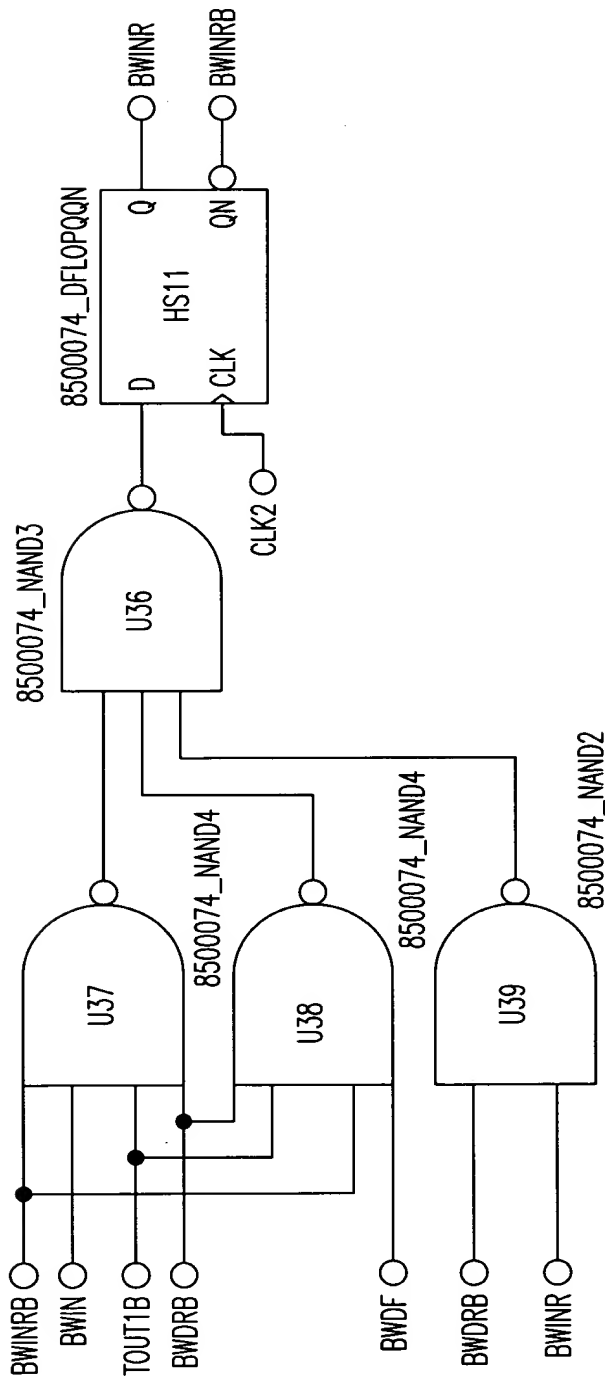 BWINRB
BWIN
TOUT1B
BWDRB
BWDF
BWDRB
BWINR
U37
8500074_NAND4
U38
8500074_NAND4
U39
8500074_NAND2
8500074_NAND3
U36
CLK2
8500074_DFLOPQQN
D
Q
HS11
CLK
QN
BWINR
BWINRB